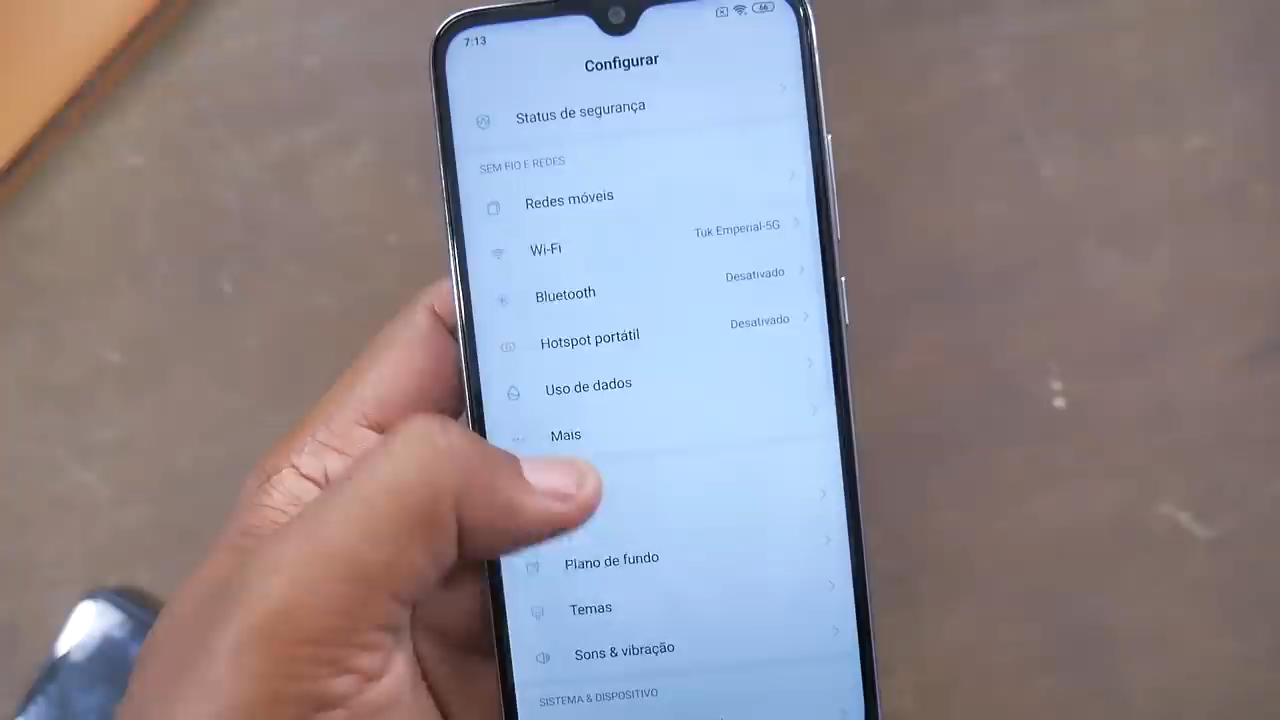 7:13
66
Configurar
Status de segurança
SEM FIO E REDES
Redes móveis
Wi-Fi
Tuk Emperial-5G
Bluetooth
Desativado
Hotspot portátil
Desativado
Uso de dados
Mais
Plano de fundo
Temas
Sons & vibração
SISTEMA & DISPOSITIVO